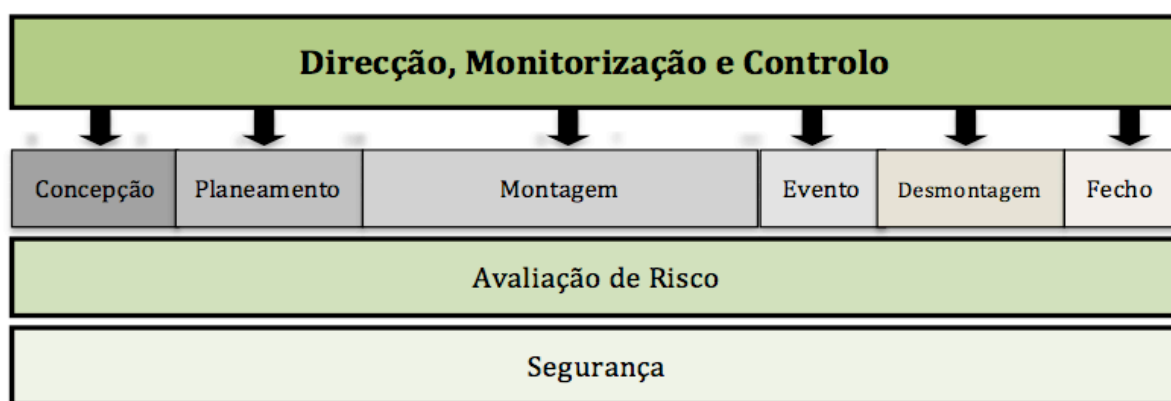 Direcção, Monitorização e Controlo
Concepção Planeamento Montagem Evento Desmontagem Fecho
Avaliação de Risco
Segurança